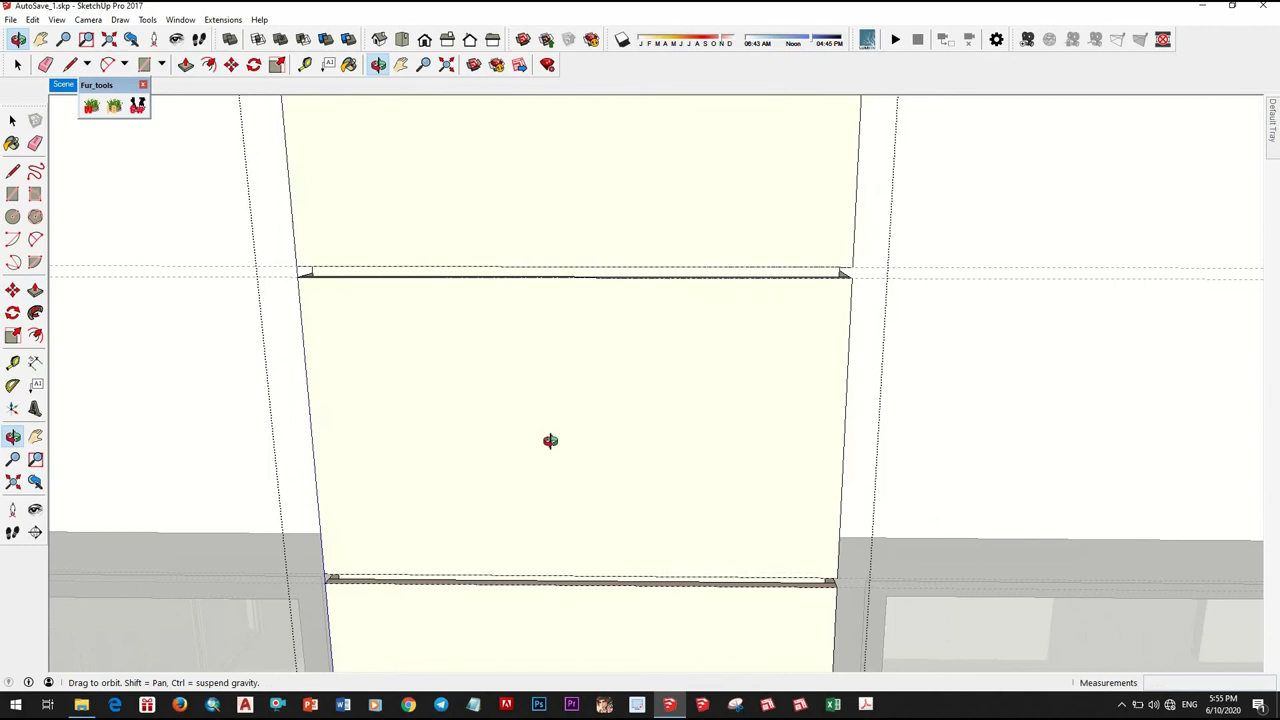 AutoSave_1.skp - SketchUp Pro 2017
File Edit View Camera Draw Tools Window Extensions Help
J F M A M J J A S O N D 06:43 AM Noon 04:45 PM
Scene Fur_tools
Default Tray
Drag to orbit. Shift = Pan, Ctrl = suspend gravity. Measurements
5:55 PM
6/10/2020